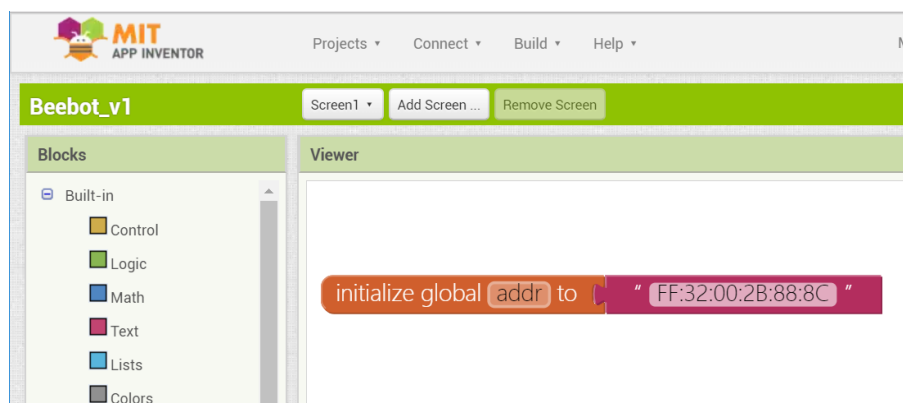 MIT
APP INVENTOR
Projects Connect Build Help
Beebot_v1
Screen1 Add Screen ... Remove Screen
Blocks
Viewer
Built-in
Control
Logic
Math
Text
Lists
Colors
initialize global addr to " FF:32:00:2B:88:8C "